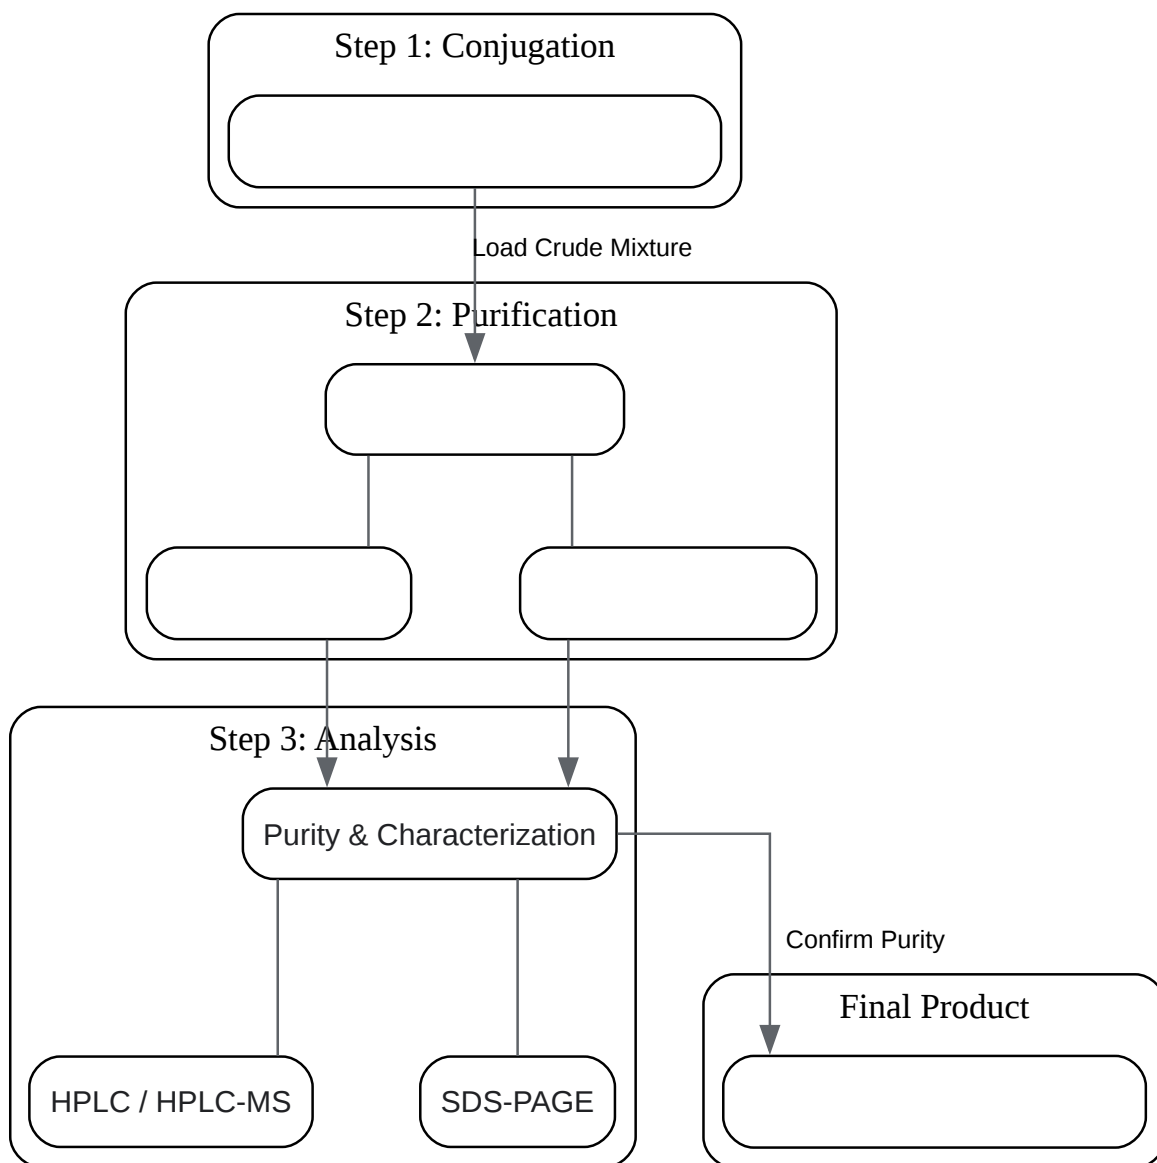 Step 1: Conjugation
Load Crude Mixture
Step 2: Purification
Step 3: Analysis
Purity & Characterization
Confirm Purity
Final Product
HPLC / HPLC-MS
SDS-PAGE